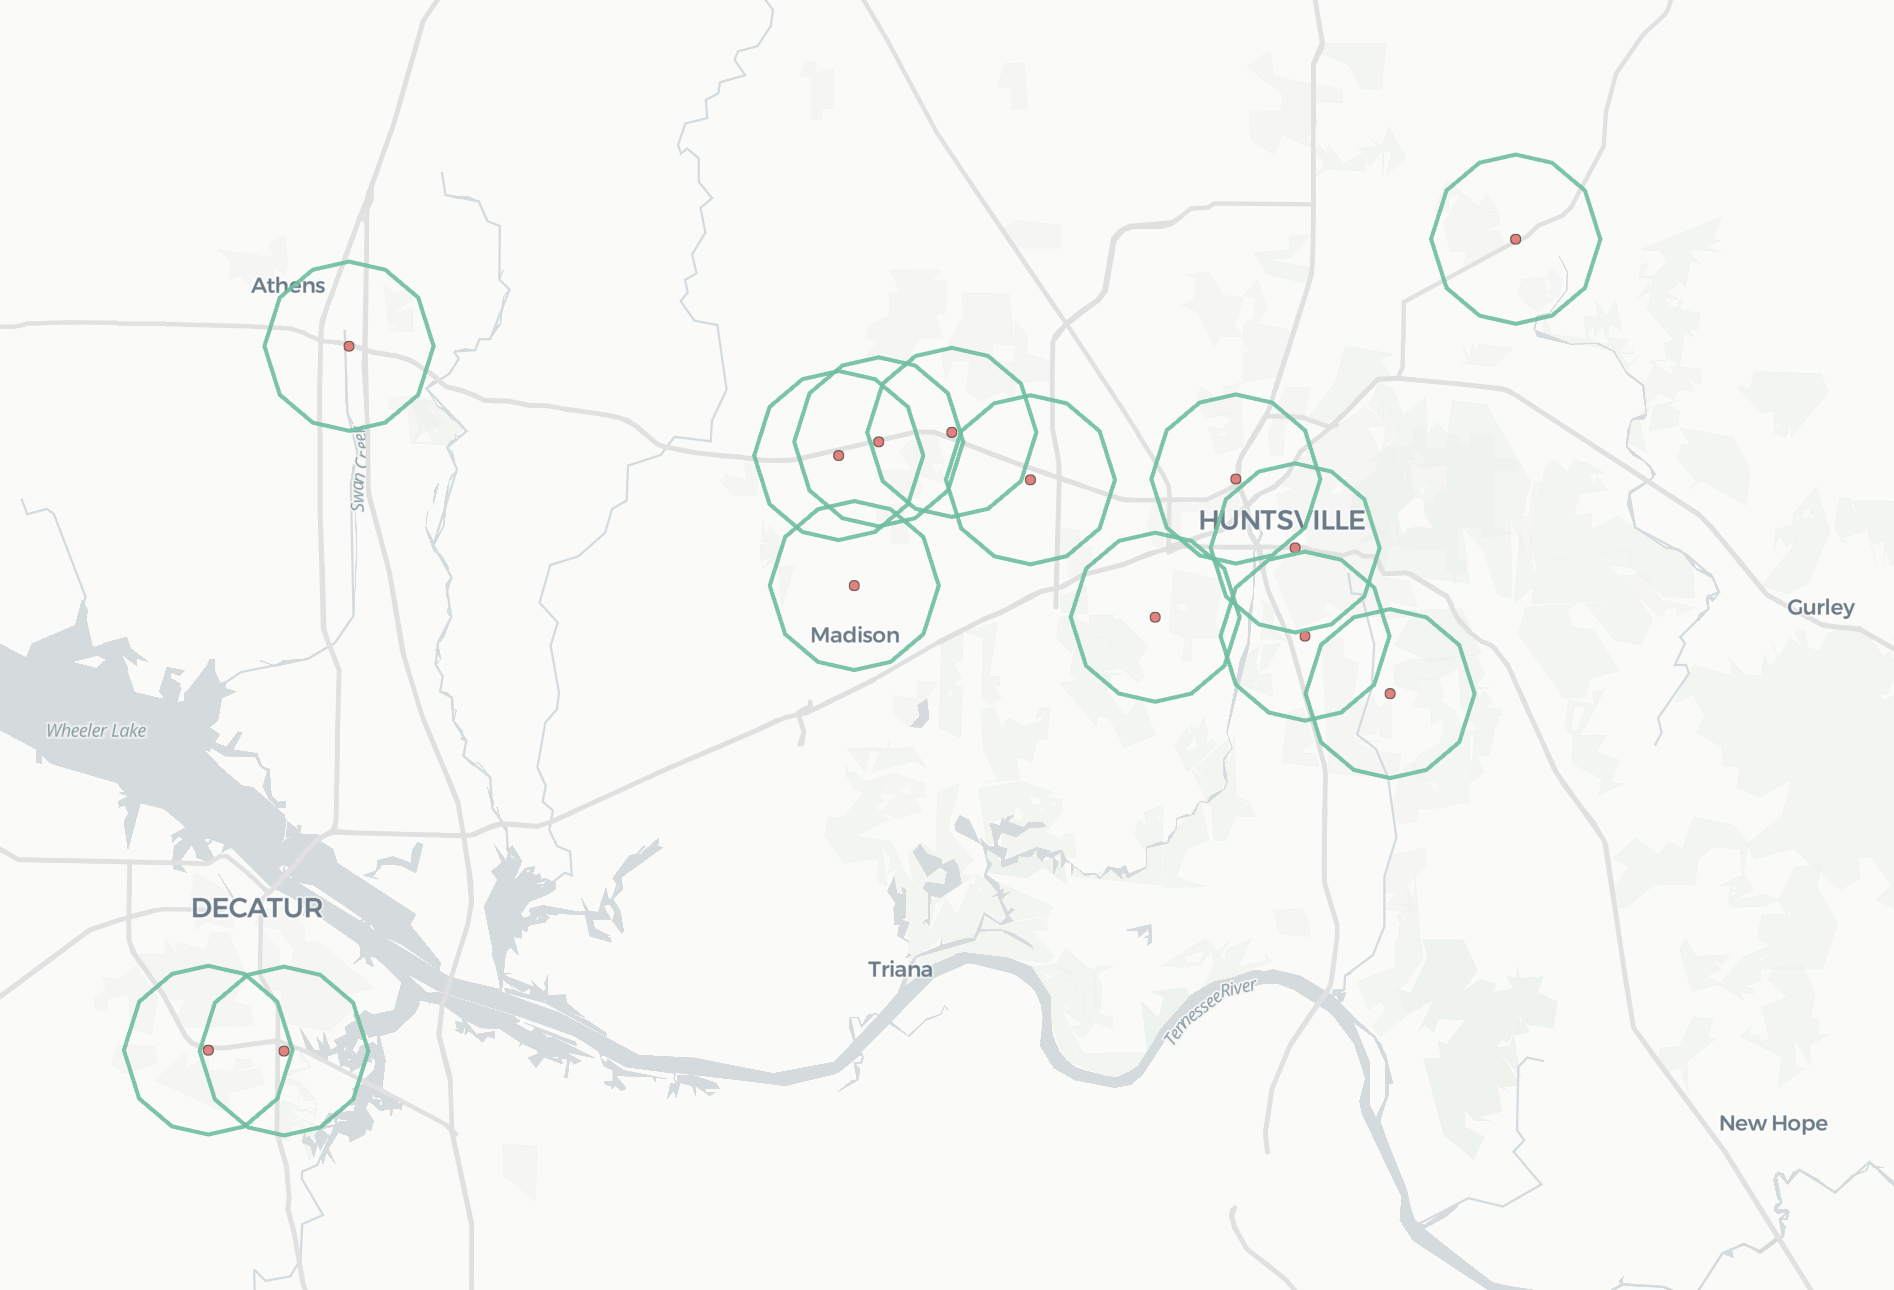 Athens
Swan Creek
HUNTSVILLE
Gurley
Madison
Wheeler Lake
DECATUR
Triana
Tennessee River
New Hope